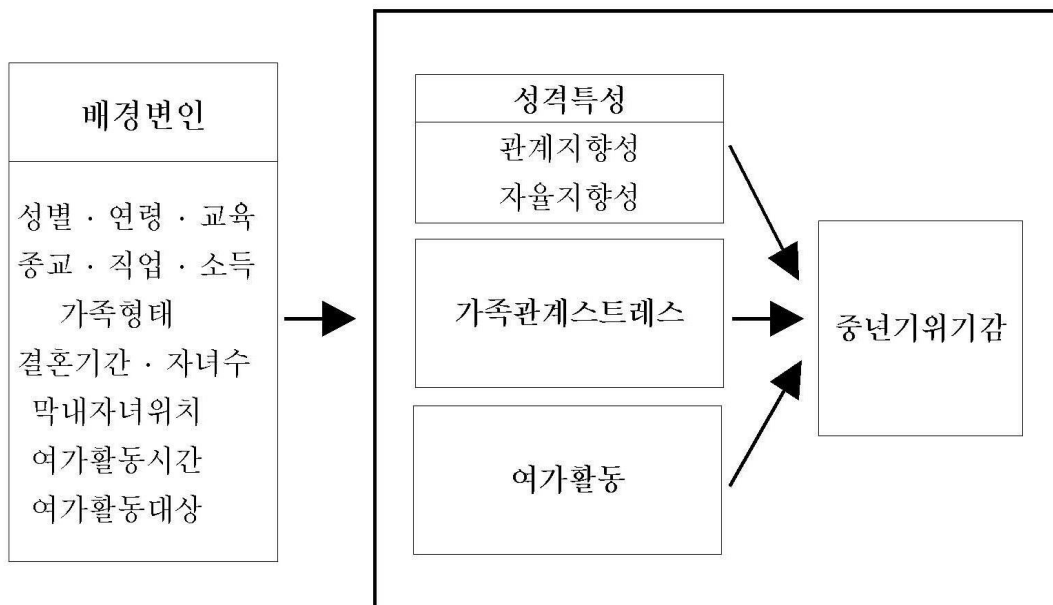 배경변인
성별 · 연령 · 교육
종교 · 직업 · 소득
가족형태
결혼기간 · 자녀수
막내자녀위치
여가활동시간
여가활동대상
성격특성
관계지향성
자율지향성
가족관계스트레스
여가활동
중년기위기감